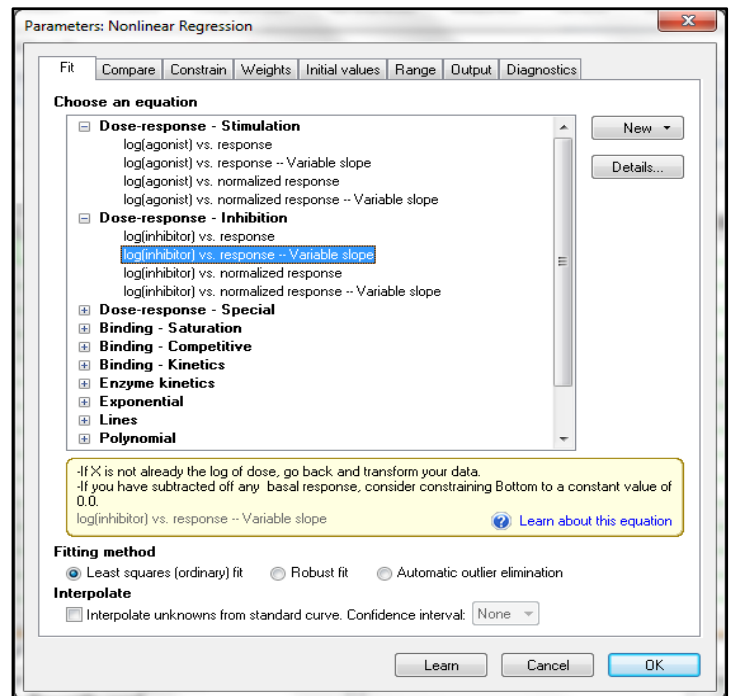 Parameters: Nonlinear Regression
Fit Compare Constrain Weights Initial values Range Output Diagnostics
Choose an equation
Dose-response - Stimulation
log(agonist) vs. response
log(agonist) vs. response -- Variable slope
log(agonist) vs. normalized response
log(agonist) vs. normalized response -- Variable slope
Dose-response - Inhibition
log(inhibitor) vs. response
log(inhibitor) vs. response -- Variable slope
log(inhibitor) vs. normalized response
log(inhibitor) vs. normalized response -- Variable slope
Dose-response - Special
Binding - Saturation
Binding - Competitive
Binding - Kinetics
Enzyme kinetics
Exponential
Lines
Polynomial
New
Details...
-If X is not already the log of dose, go back and transform your data.
-If you have subtracted off any basal response, consider constraining Bottom to a constant value of
0.0.
log(inhibitor) vs. response -- Variable slope
Learn about this equation
Fitting method
Least squares (ordinary) fit Robust fit Automatic outlier elimination
Interpolate
Interpolate unknowns from standard curve. Confidence interval: None
Learn Cancel OK